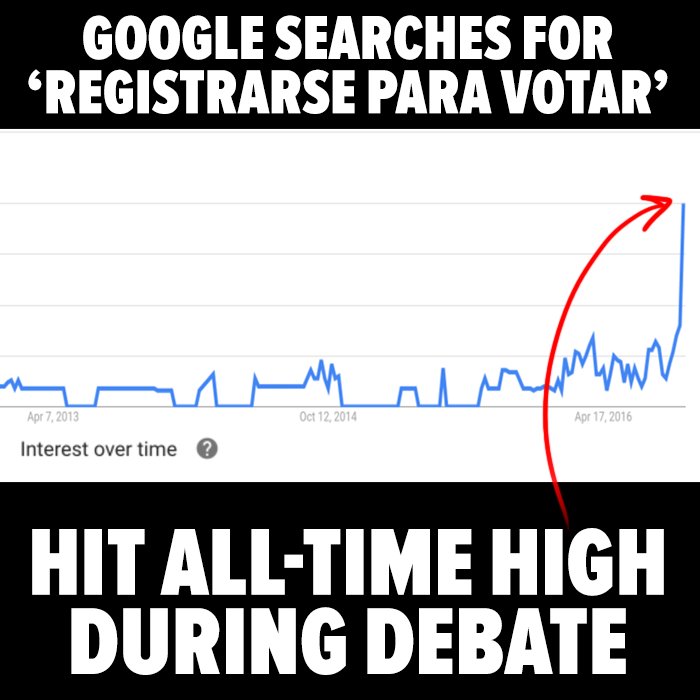 GOOGLE SEARCHES FOR
‘REGISTRARSE PARA VOTAR’
Apr 7, 2013
Oct 12, 2014
Apr 17, 2016
Interest over time ?
HIT ALL-TIME HIGH
DURING DEBATE